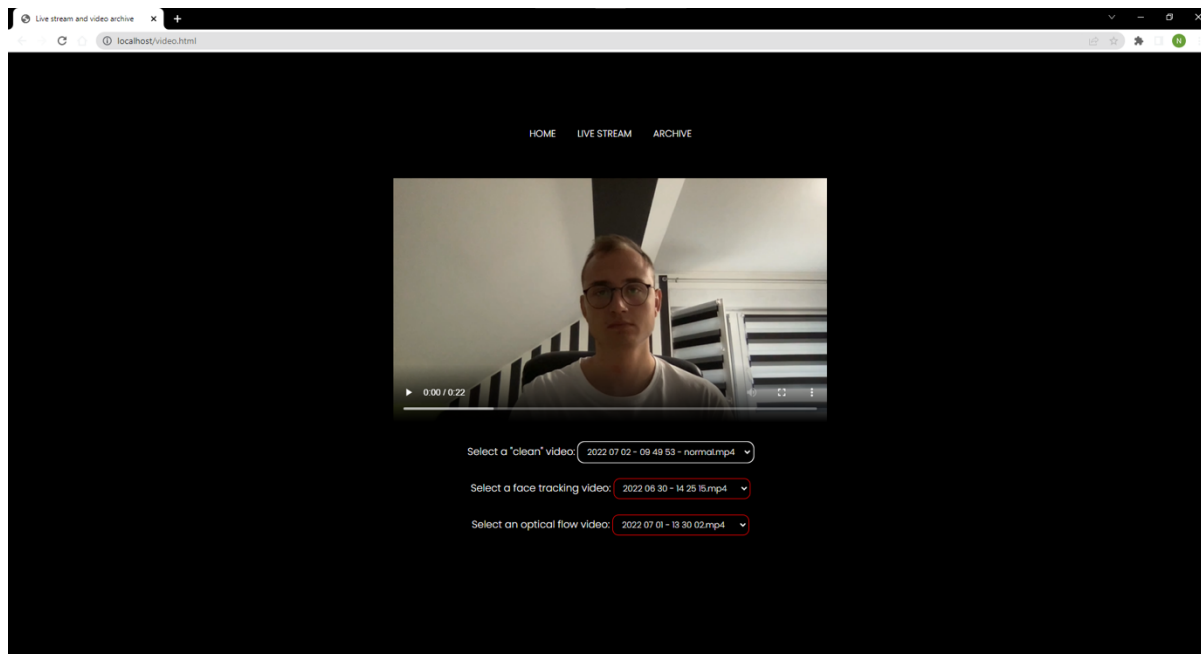 Live stream and video archive
localhost/video.html
N
HOME LIVE STREAM ARCHIVE
0:00 / 0:22
Select a "clean" video: 2022 07 02 - 09 49 53 - normal.mp4
Select a face tracking video: 2022 06 30 - 14 25 15.mp4
Select an optical flow video: 2022 07 01 - 13 30 02.mp4